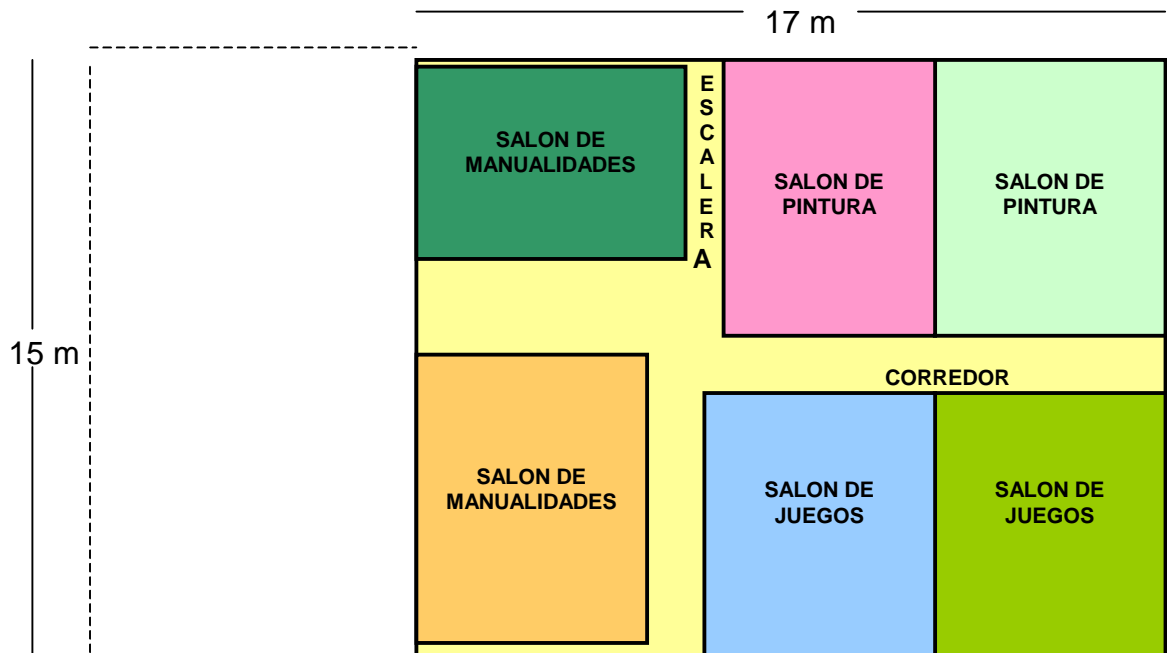 17 m
ESCALERA
SALON DE
MANUALIDADES
SALON DE
PINTURA
SALON DE
PINTURA
15 m
CORREDOR
SALON DE
MANUALIDADES
SALON DE
JUEGOS
SALON DE
JUEGOS